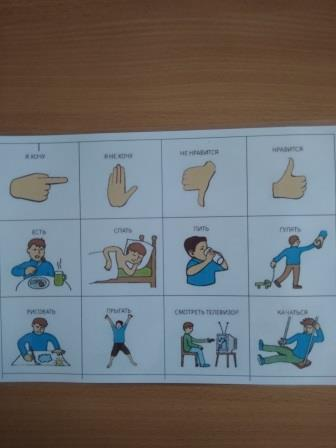 Я ХОЧУ
Я НЕ ХОЧУ
НЕ НРАВИТСЯ
НРАВИТСЯ
ЕСТЬ
СПАТЬ
ПИТЬ
ГУЛЯТЬ
РИСОВАТЬ
ПРЫГАТЬ
СМОТРЕТЬ ТЕЛЕВИЗОР
КАЧАТЬСЯ